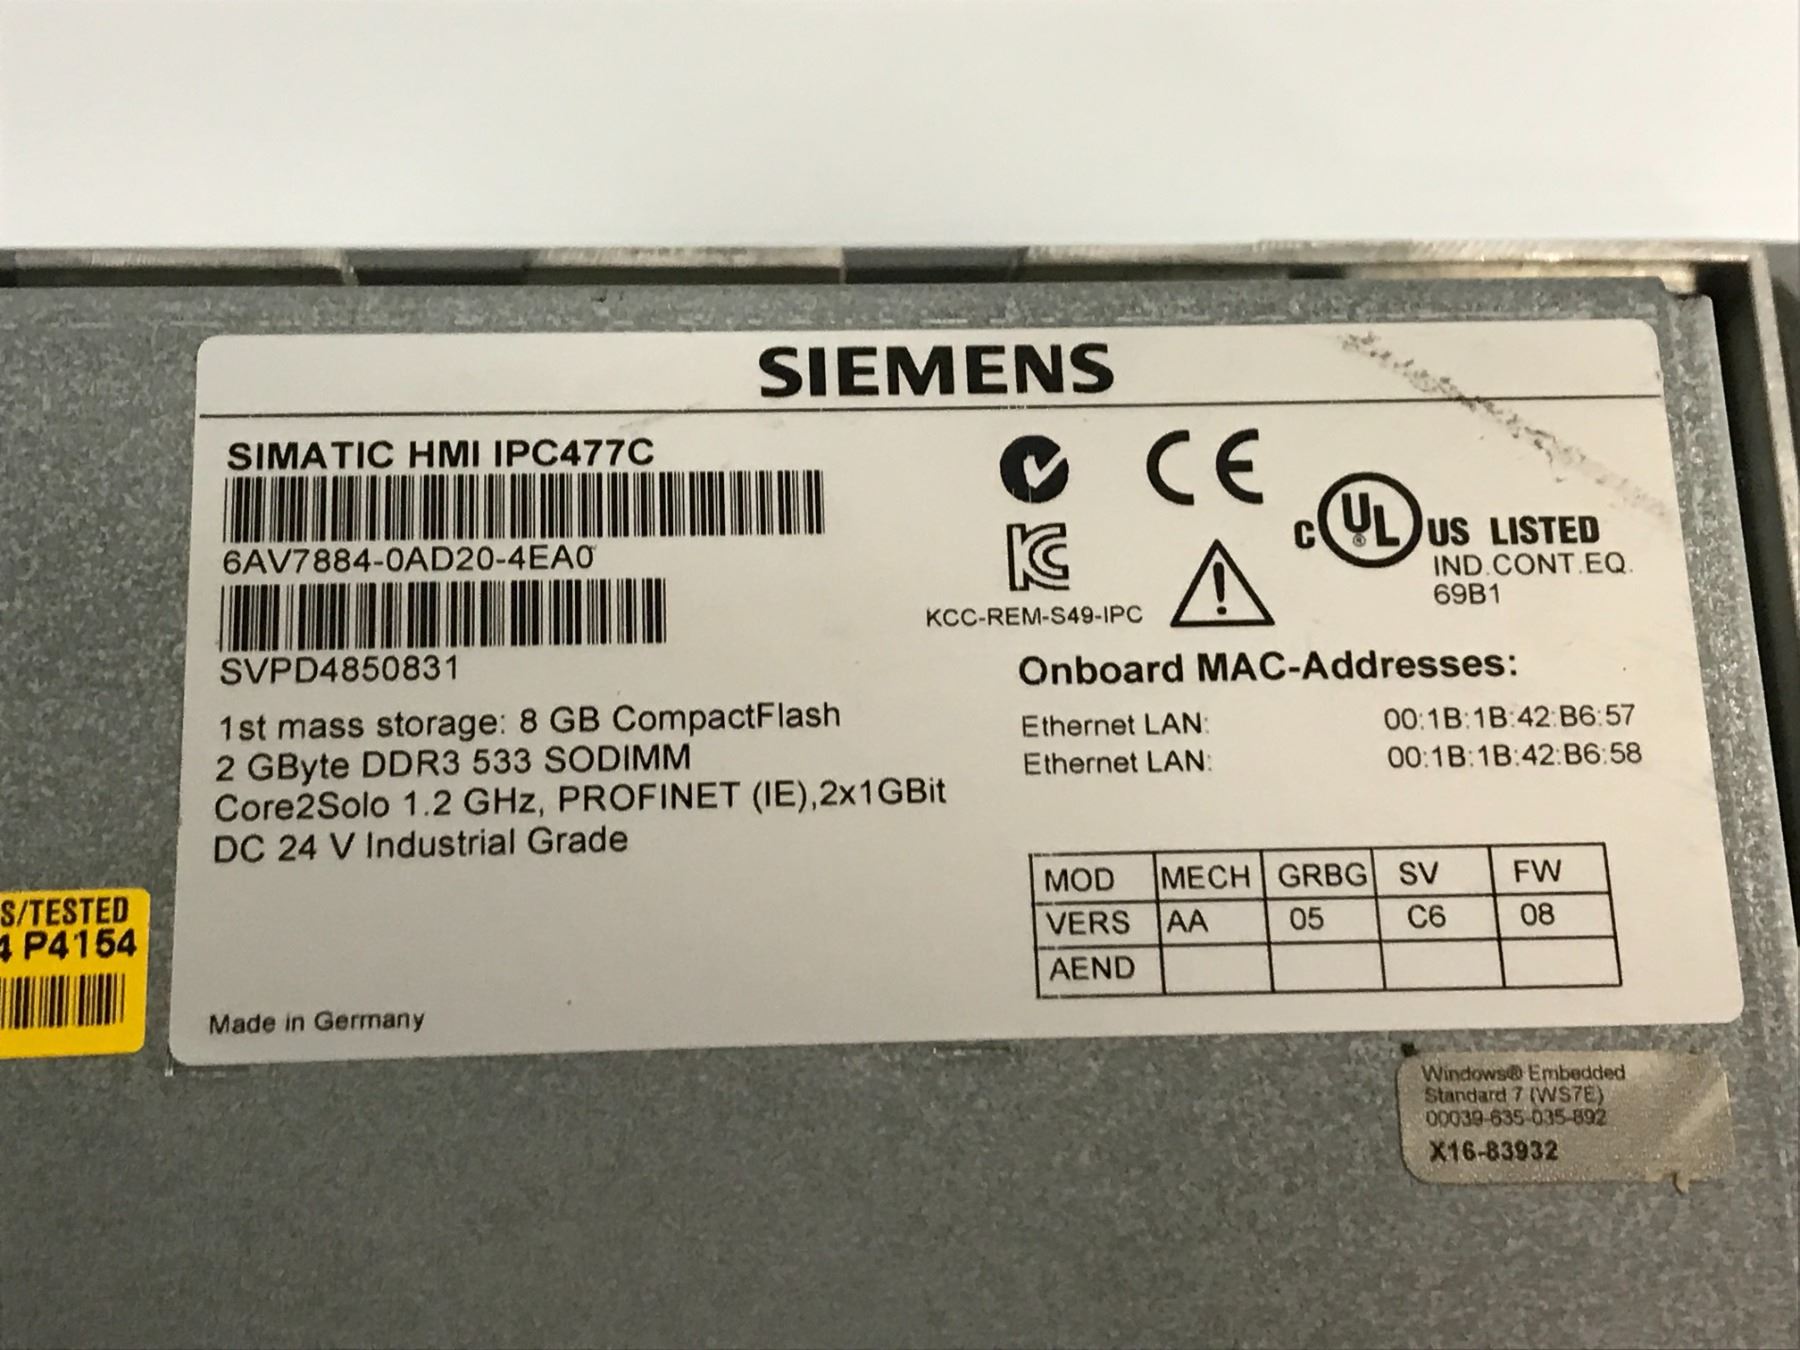 SIEMENS
SIMATIC HMI IPC477C
6AV7884-0AD20-4EA0
SVPD4850831
1st mass storage: 8 GB CompactFlash
2 GByte DDR3 533 SODIMM
Core2Solo 1.2 GHz, PROFINET (IE),2x1GBit
DC 24 V Industrial Grade
Made in Germany
CE
KCC-REM-S49-IPC
C UL® US LISTED
IND.CONT.EQ.
69B1
Onboard MAC-Addresses:
Ethernet LAN: 00:1B:1B:42:B6:57
Ethernet LAN: 00:1B:1B:42:B6:58
MOD MECH GRBG SV FW
VERS AA 05 C6 08
AEND
S/TESTED
4 P4154
Windows® Embedded
Standard 7 (WS7E)
00039-635-035-892
X16-83932